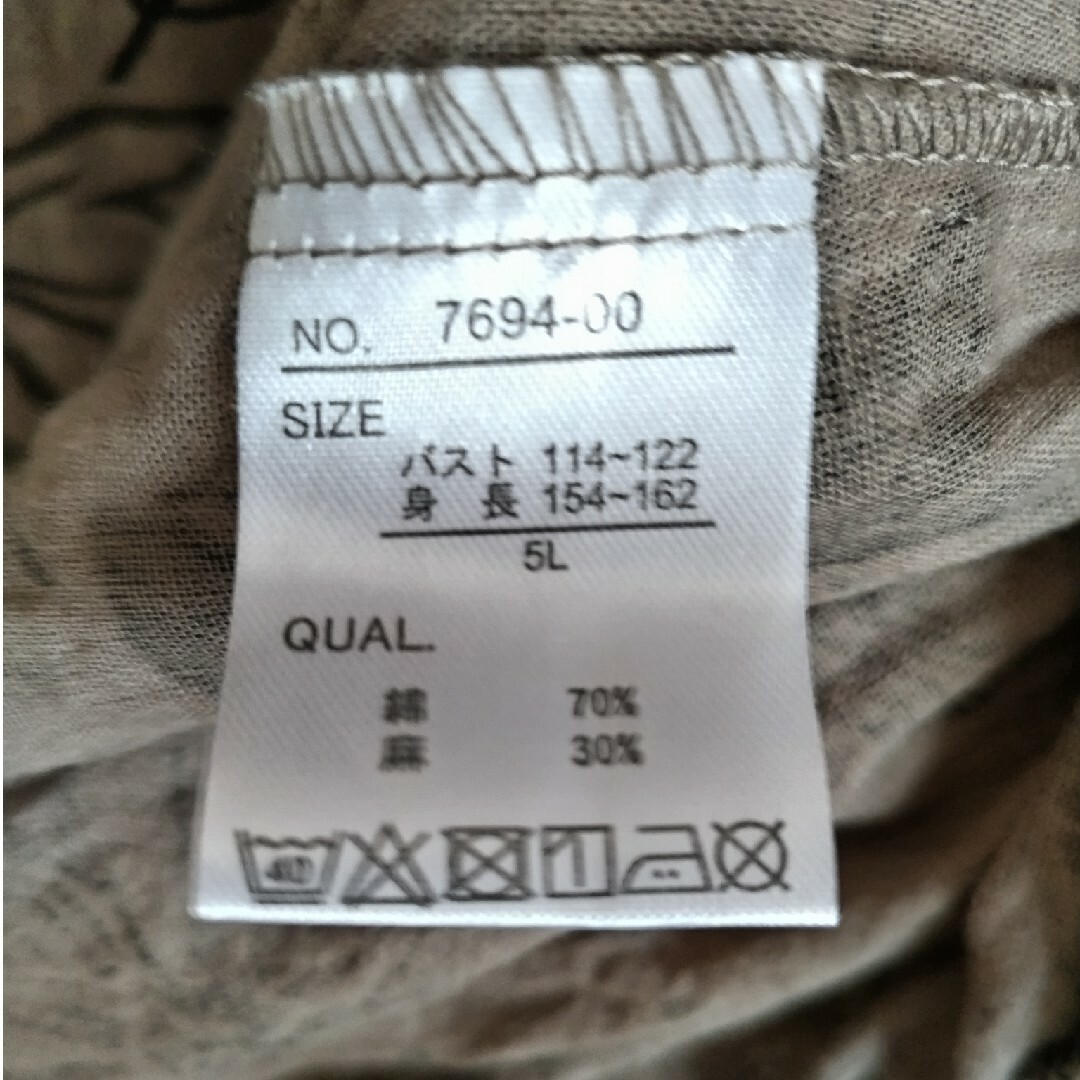 NO. 7694-00
SIZE
バスト 114~122
身 長 154~162
5L
QUAL.
綿 70%
麻 30%